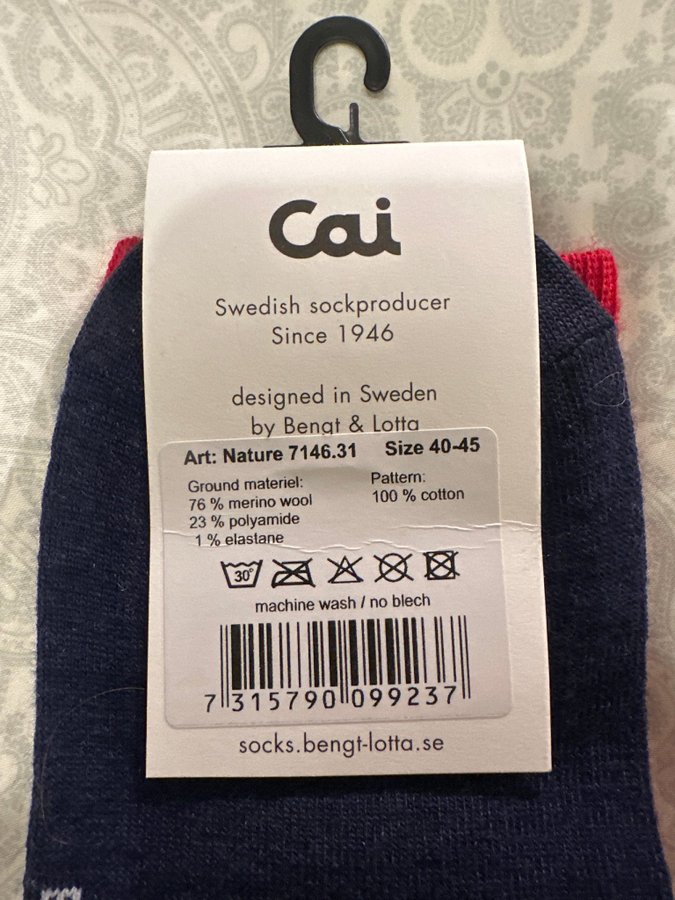 Cai
Swedish sockproducer
Since 1946
designed in Sweden
by Bengt & Lotta
Art: Nature 7146.31 Size 40-45
Ground materiel: Pattern:
76 % merino wool 100 % cotton
23 % polyamide
1 % elastane
30°
machine wash / no blech
7 315790 099237
socks.bengt-lotta.se